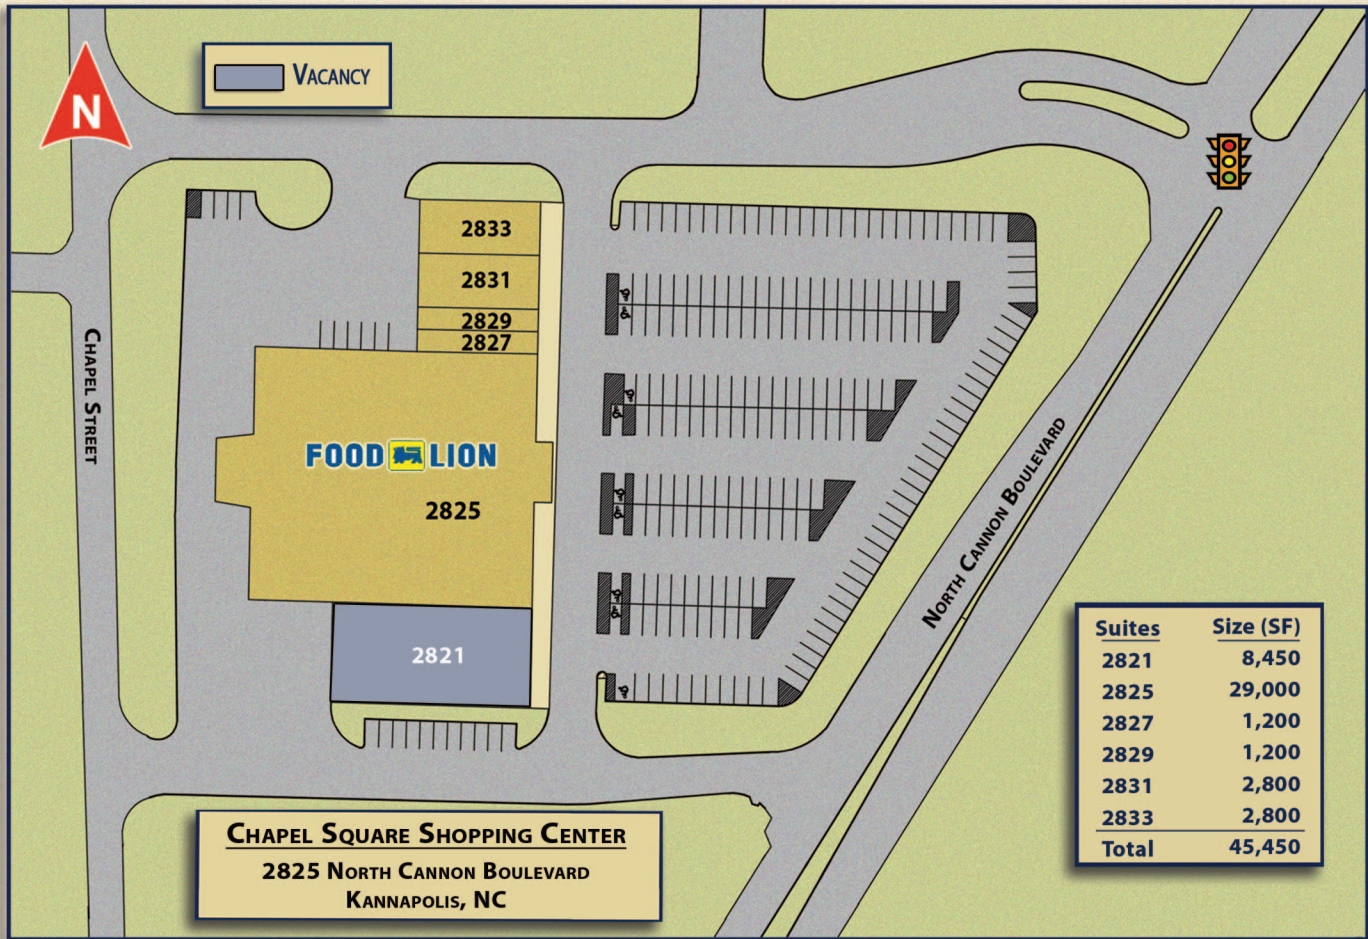 N
VACANCY
2833
2831
2829
2827
FOOD LION
2825
2821
CHAPEL STREET
NORTH CANNON BOULEVARD
Suites Size (SF)
2821 8,450
2825 29,000
2827 1,200
2829 1,200
2831 2,800
2833 2,800
Total 45,450
CHAPEL SQUARE SHOPPING CENTER
2825 NORTH CANNON BOULEVARD
KANNAPOLIS, NC